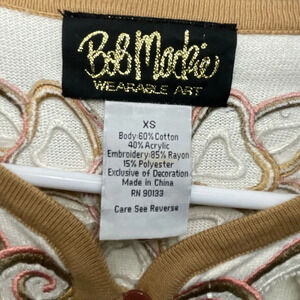 Bob Mackie
WEARABLE ART
XS
Body:60% Cotton
40% Acrylic
Embroidery:85% Rayon
15% Polyester
Exclusive of Decoration
Made in China
RN 90133
Care See Reverse